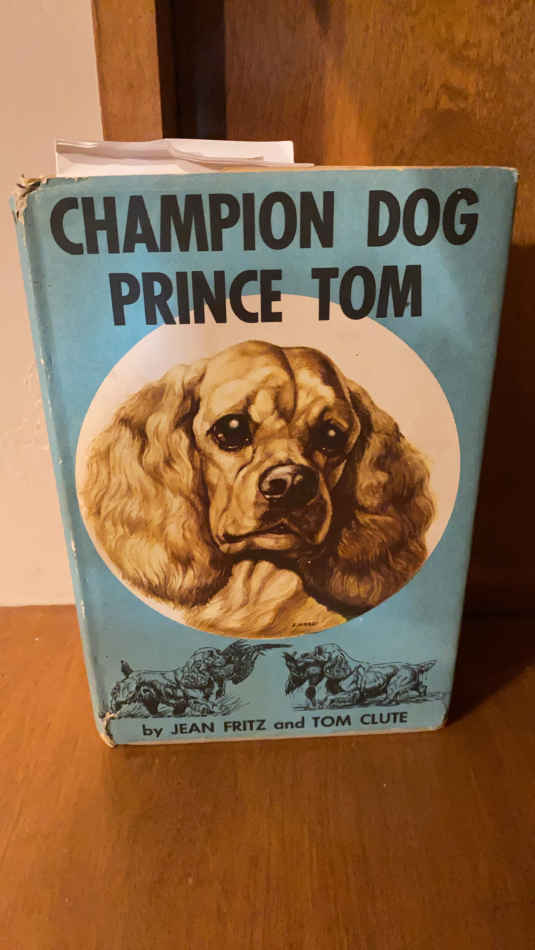 CHAMPION DOG
PRINCE TOM
by JEAN FRITZ and TOM CLUTE